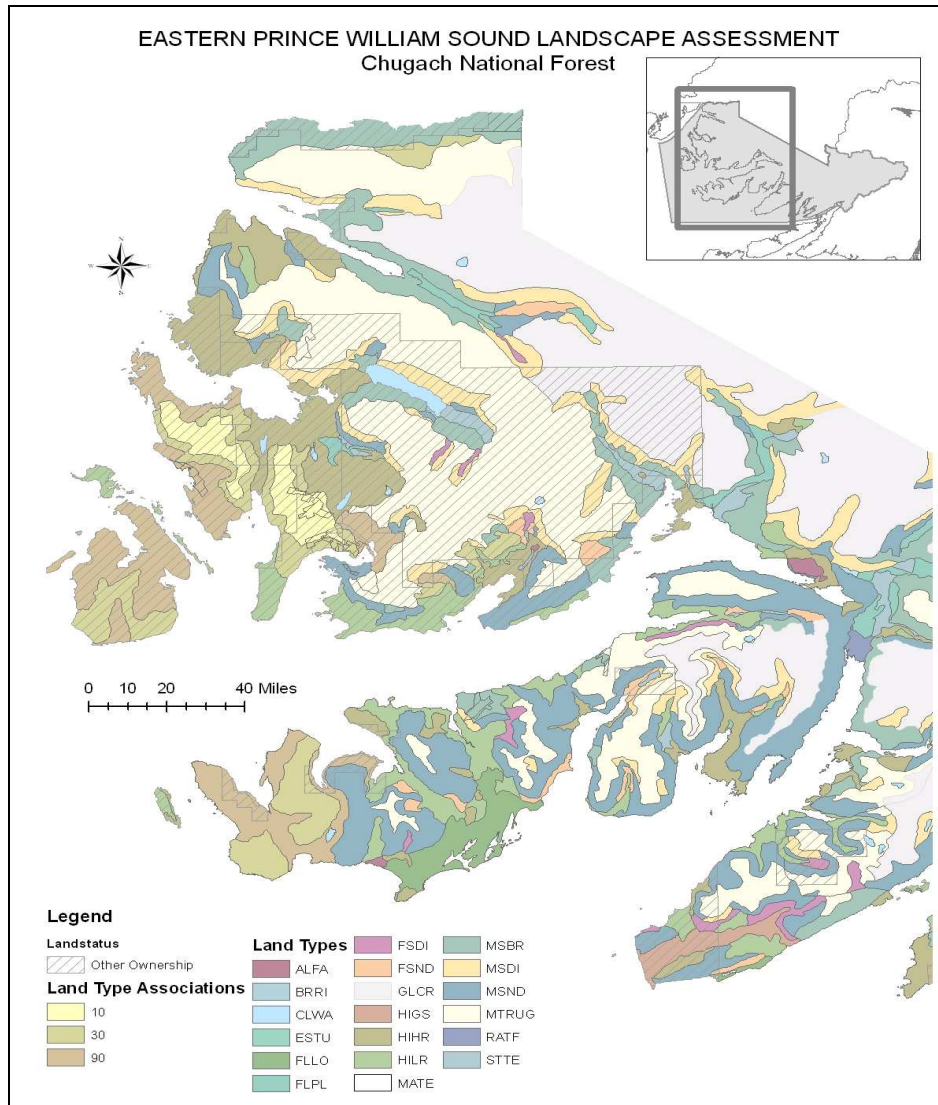 EASTERN PRINCE WILLIAM SOUND LANDSCAPE ASSESSMENT
Chugach National Forest
N
W
E
S
0 10 20 40 Miles
Legend
Landstatus
Other Ownership
Land Type Associations
10
30
90
Land Types
ALFA
BRRI
CLWA
ESTU
FLLO
FLPL
FSDI
FSND
GLCR
HIGS
HIHR
HILR
MATE
MSBR
MSDI
MSND
MTRUG
RATF
STTE